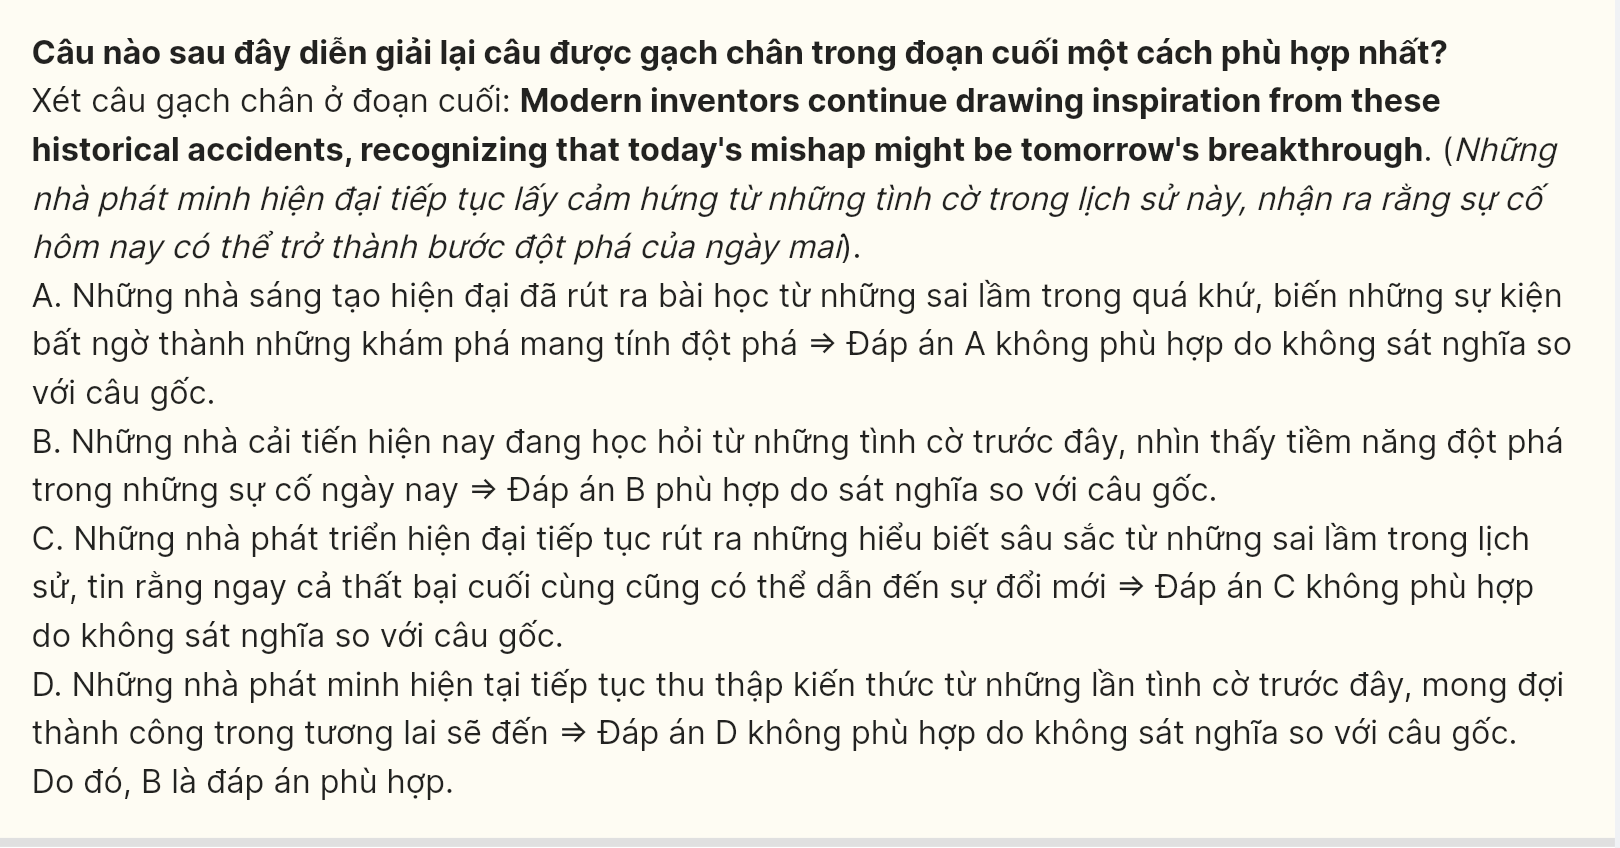 Câu nào sau đây diễn giải lại câu được gạch chân trong đoạn cuối một cách phù hợp nhất?
Xét câu gạch chân ở đoạn cuối: Modern inventors continue drawing inspiration from these
historical accidents, recognizing that today's mishap might be tomorrow's breakthrough. (Những
nhà phát minh hiện đại tiếp tục lấy cảm hứng từ những tình cờ trong lịch sử này, nhận ra rằng sự cố
hôm nay có thể trở thành bước đột phá của ngày mai).
A. Những nhà sáng tạo hiện đại đã rút ra bài học từ những sai lầm trong quá khứ, biến những sự kiện
bất ngờ thành những khám phá mang tính đột phá ⇒ Đáp án A không phù hợp do không sát nghĩa so
với câu gốc.
B. Những nhà cải tiến hiện nay đang học hỏi từ những tình cờ trước đây, nhìn thấy tiềm năng đột phá
trong những sự cố ngày nay ⇒ Đáp án B phù hợp do sát nghĩa so với câu gốc.
C. Những nhà phát triển hiện đại tiếp tục rút ra những hiểu biết sâu sắc từ những sai lầm trong lịch
sử, tin rằng ngay cả thất bại cuối cùng cũng có thể dẫn đến sự đổi mới ⇒ Đáp án C không phù hợp
do không sát nghĩa so với câu gốc.
D. Những nhà phát minh hiện tại tiếp tục thu thập kiến thức từ những lần tình cờ trước đây, mong đợi
thành công trong tương lai sẽ đến ⇒ Đáp án D không phù hợp do không sát nghĩa so với câu gốc.
Do đó, B là đáp án phù hợp.